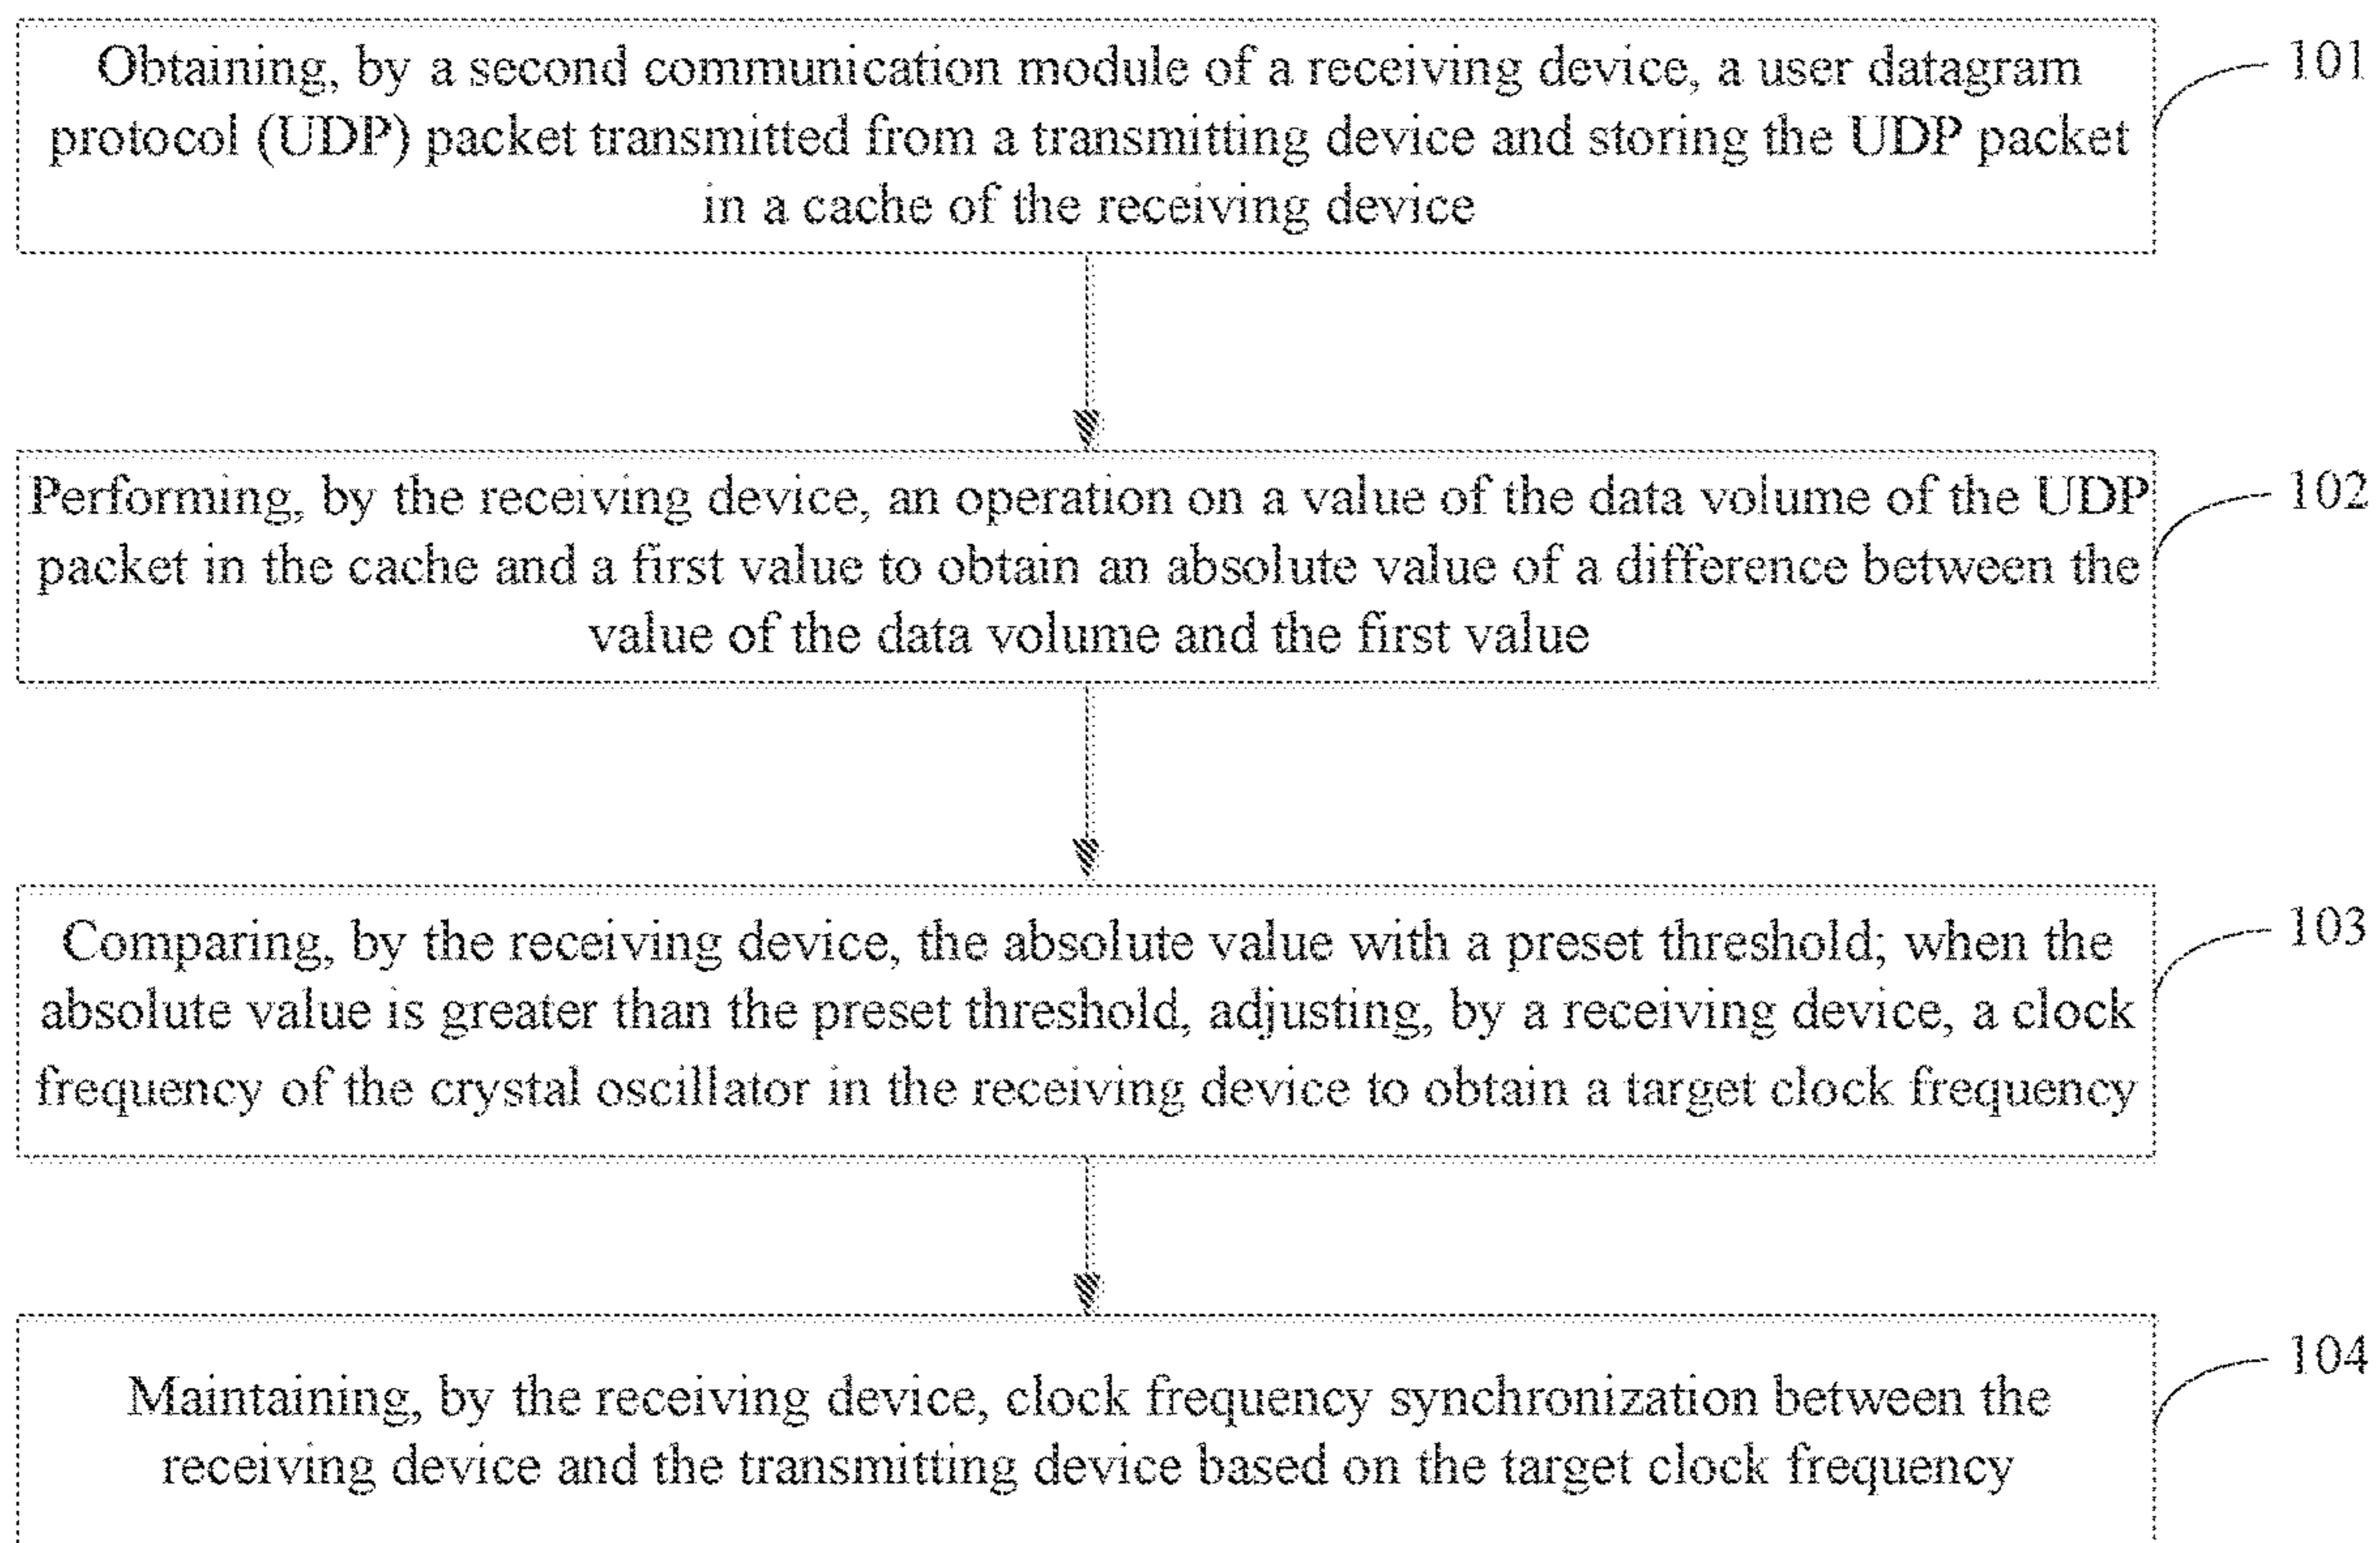 Obtaining, by a second communication module of a receiving device, a user datagram
101
protocol (UDP) packet transmitted from a transmitting device and storing the UDP packet
in a cache of the receiving device
Performing, by the receiving device, an operation on a value of the data volume of the UDP
102
packet in the cache and a first value to obtain an absolute value of a difference between the
value of the data volume and the first value
Comparing, by the receiving device, the absolute value with a preset threshold; when the
103
absolute value is greater than the preset threshold, adjusting, by a receiving device, a clock
frequency of the crystal oscillator in the receiving device to obtain a target clock frequency
Maintaining, by the receiving device, clock frequency synchronization between the
104
receiving device and the transmitting device based on the target clock frequency